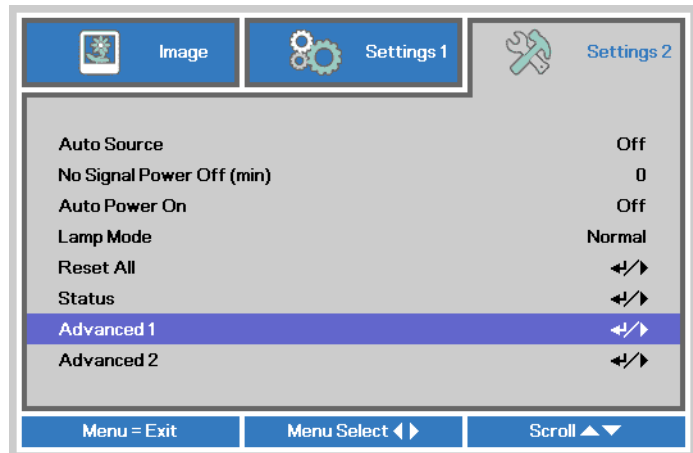 Image
Settings 1
Settings 2
Auto Source Off
No Signal Power Off (min) 0
Auto Power On Off
Lamp Mode Normal
Reset All ↵/▶
Status ↵/▶
Advanced 1 ↵/▶
Advanced 2 ↵/▶
Menu = Exit
Menu Select ◀ ▶
Scroll ▲▼